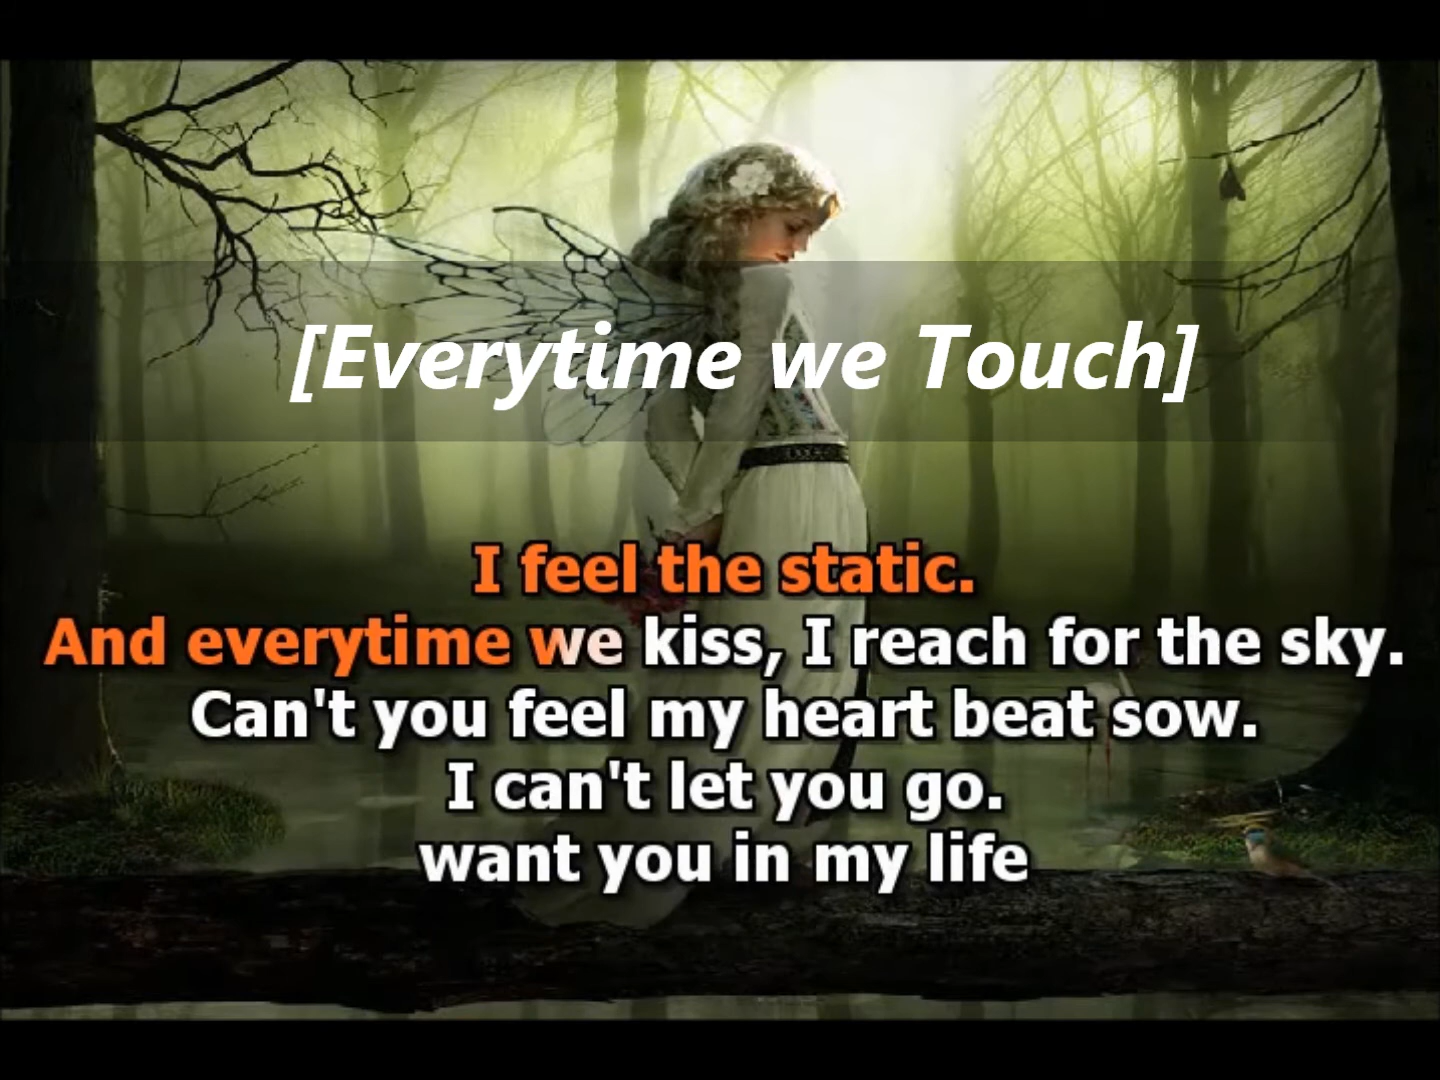 [Everytime we Touch]
I feel the static.
And everytime we kiss, I reach for the sky.
Can't you feel my heart beat sow.
I can't let you go.
want you in my life